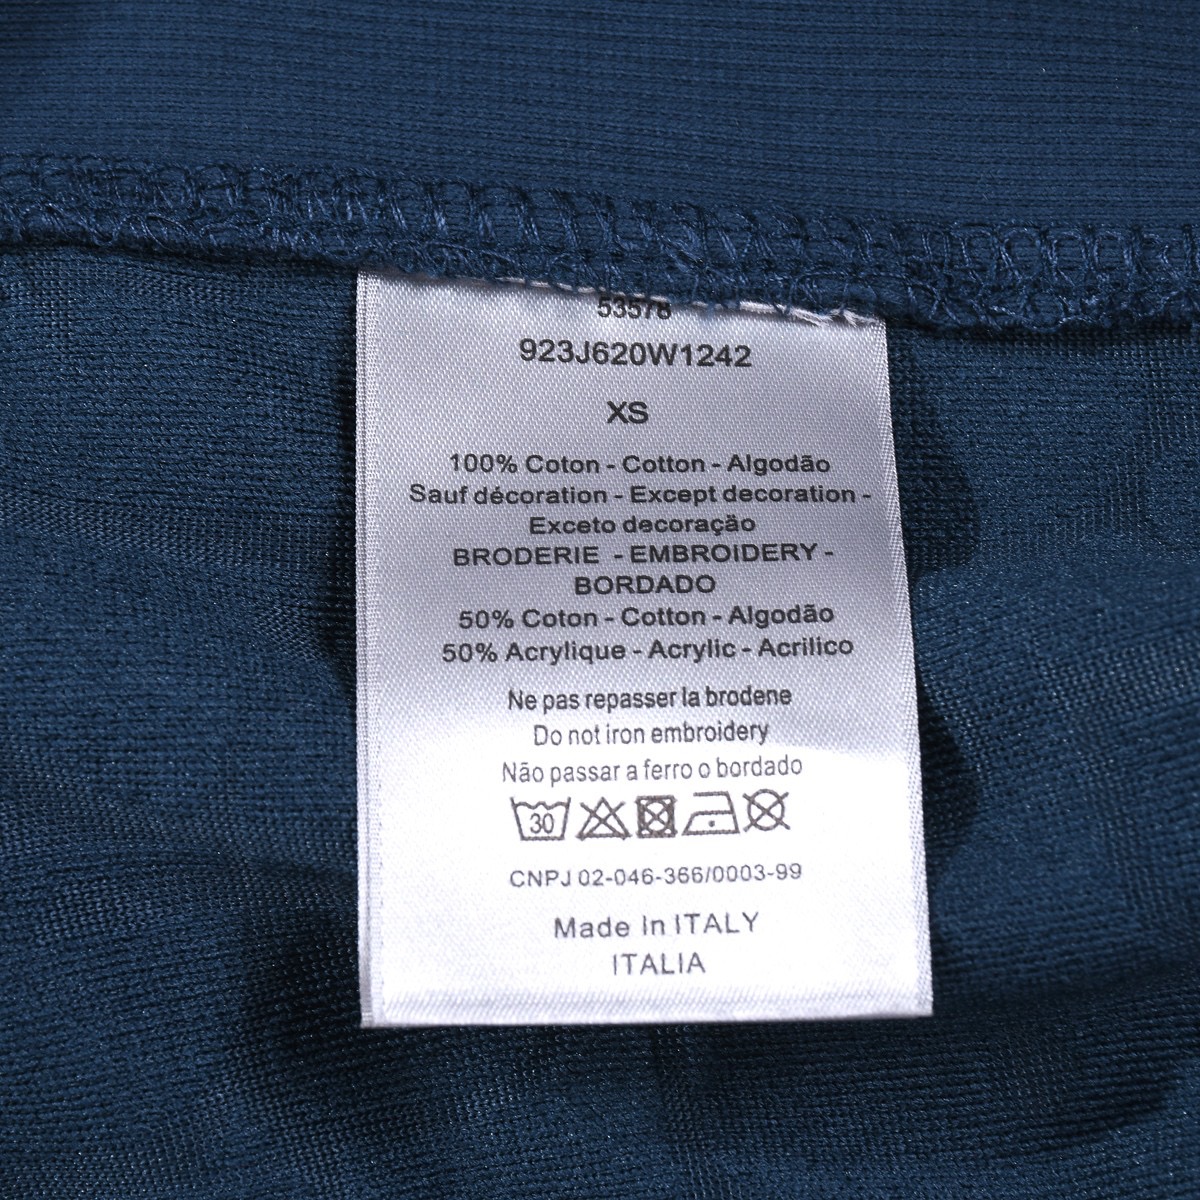 53578
923J620W1242
XS
100% Coton - Cotton - Algodão
Sauf décoration - Except decoration -
Exceto decoração
BRODERIE - EMBROIDERY -
BORDADO
50% Coton - Cotton - Algodão
50% Acrylique - Acrylic - Acrilico
Ne pas repasser la brodene
Do not iron embroidery
Não passar a ferro o bordado
30
CNPJ 02-046-366/0003-99
Made In ITALY
ITALIA